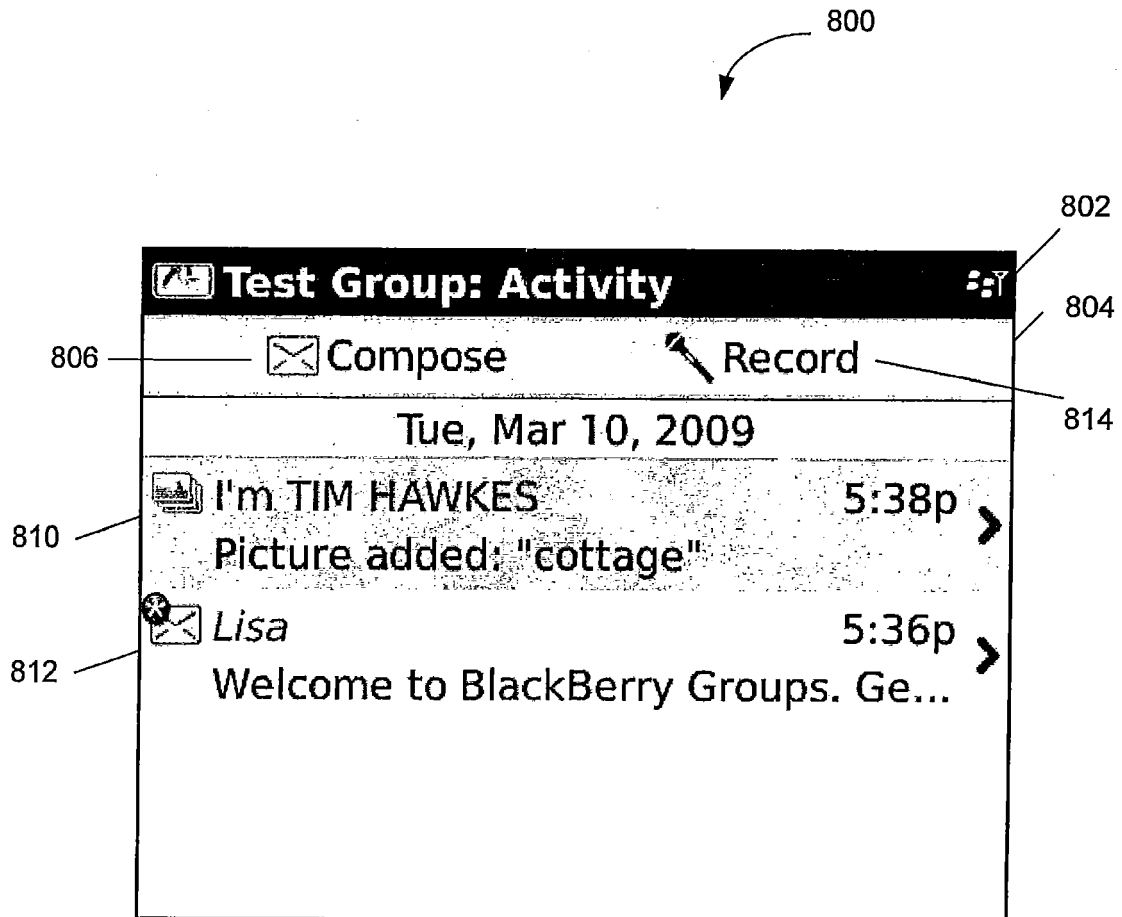 800
802
Test Group: Activity
804
806
Compose
Record
814
Tue, Mar 10, 2009
810
I'm TIM HAWKES 5:38p
Picture added: "cottage"
812
Lisa 5:36p
Welcome to BlackBerry Groups. Ge...